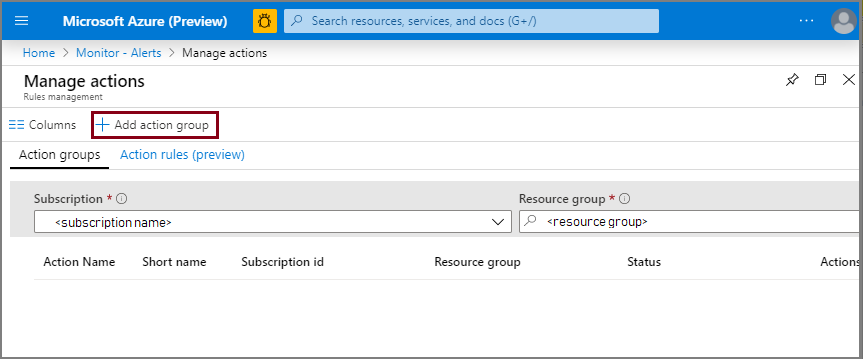 Microsoft Azure (Preview) Search resources, services, and docs (G+/) ...
Home > Monitor - Alerts > Manage actions
Manage actions
Rules management
Columns + Add action group
Action groups Action rules (preview)
Subscription * Resource group *
<subscription name> <resource group>
Action Name Short name Subscription id Resource group Status Actions